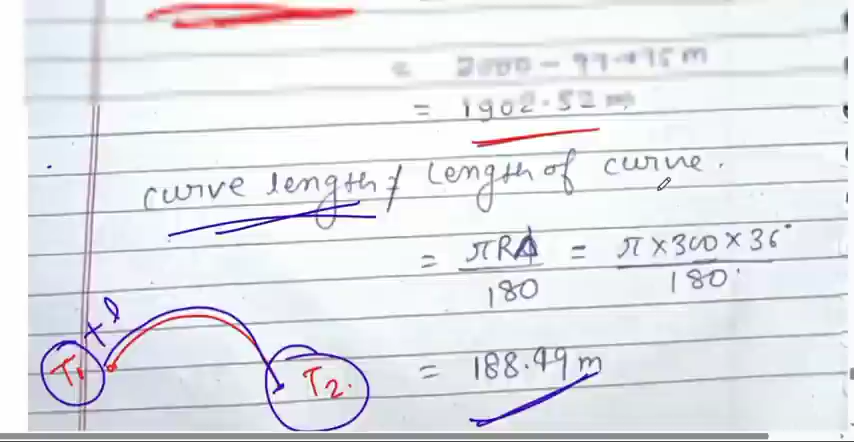 = 2000 - 97.475 m
= 1902.52 m
curve length / Length of curve.
= πRΔ/180 = π × 300 × 36°/180°
T₁ + l
T₂.
= 188.49 m